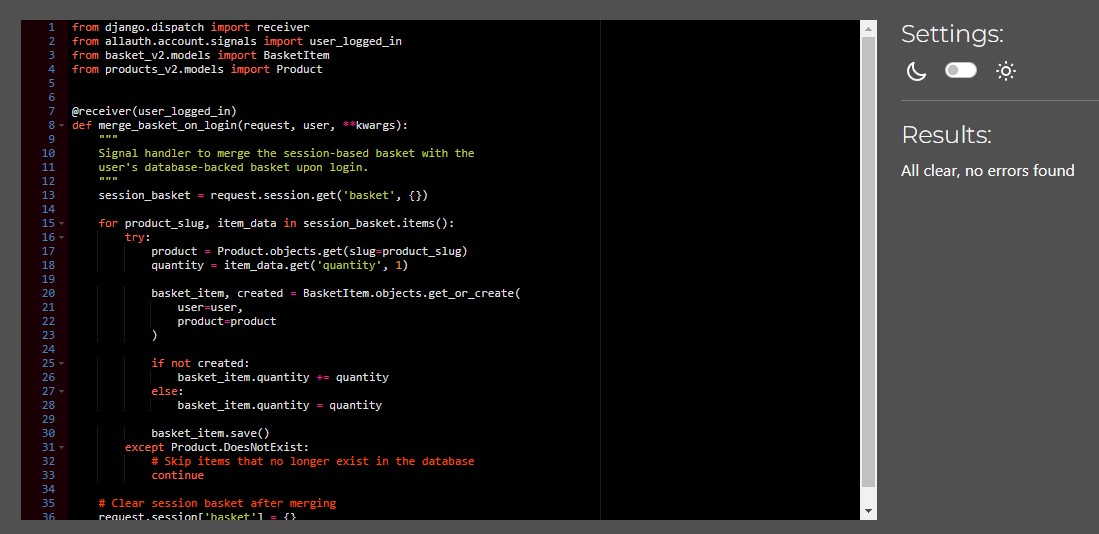 1 from django.dispatch import receiver
2 from allauth.account.signals import user_logged_in
3 from basket_v2.models import BasketItem
4 from products_v2.models import Product
5
6
7 @receiver(user_logged_in)
8 def merge_basket_on_login(request, user, **kwargs):
9     """
10     Signal handler to merge the session-based basket with the
11     user's database-backed basket upon login.
12     """
13     session_basket = request.session.get('basket', {})
14
15     for product_slug, item_data in session_basket.items():
16         try:
17             product = Product.objects.get(slug=product_slug)
18             quantity = item_data.get('quantity', 1)
19
20             basket_item, created = BasketItem.objects.get_or_create(
21                 user=user,
22                 product=product
23             )
24
25             if not created:
26                 basket_item.quantity += quantity
27             else:
28                 basket_item.quantity = quantity
29
30             basket_item.save()
31         except Product.DoesNotExist:
32             # Skip items that no longer exist in the database
33             continue
34
35     # Clear session basket after merging
36     request.session['basket'] = {}
Settings:
Results:
All clear, no errors found